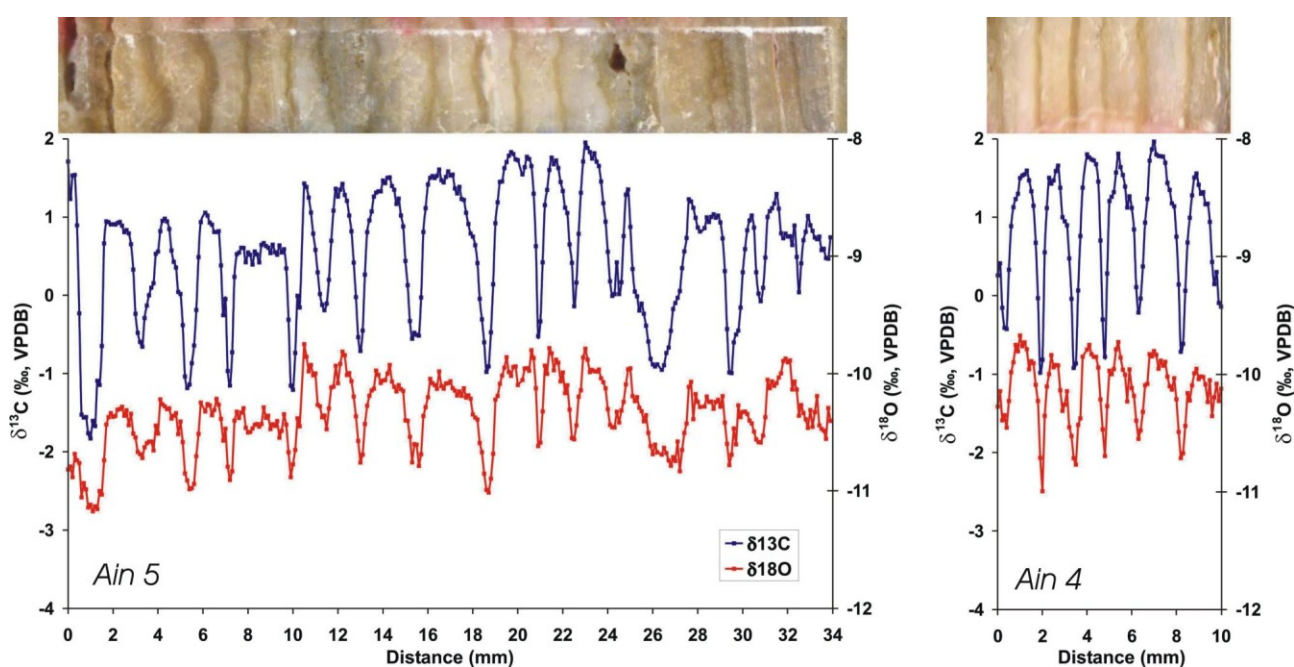 2
1
0
-1
-2
-3
-4
δ¹³C (‰, VPDB)
-8
-9
-10
-11
-12
δ¹⁸O (‰, VPDB)
Ain 5
δ13C
δ18O
0 2 4 6 8 10 12 14 16 18 20 22 24 26 28 30 32 34
Distance (mm)
2
1
0
-1
-2
-3
-4
δ¹³C (‰, VPDB)
-8
-9
-10
-11
-12
δ¹⁸O (‰, VPDB)
Ain 4
0 2 4 6 8 10
Distance (mm)